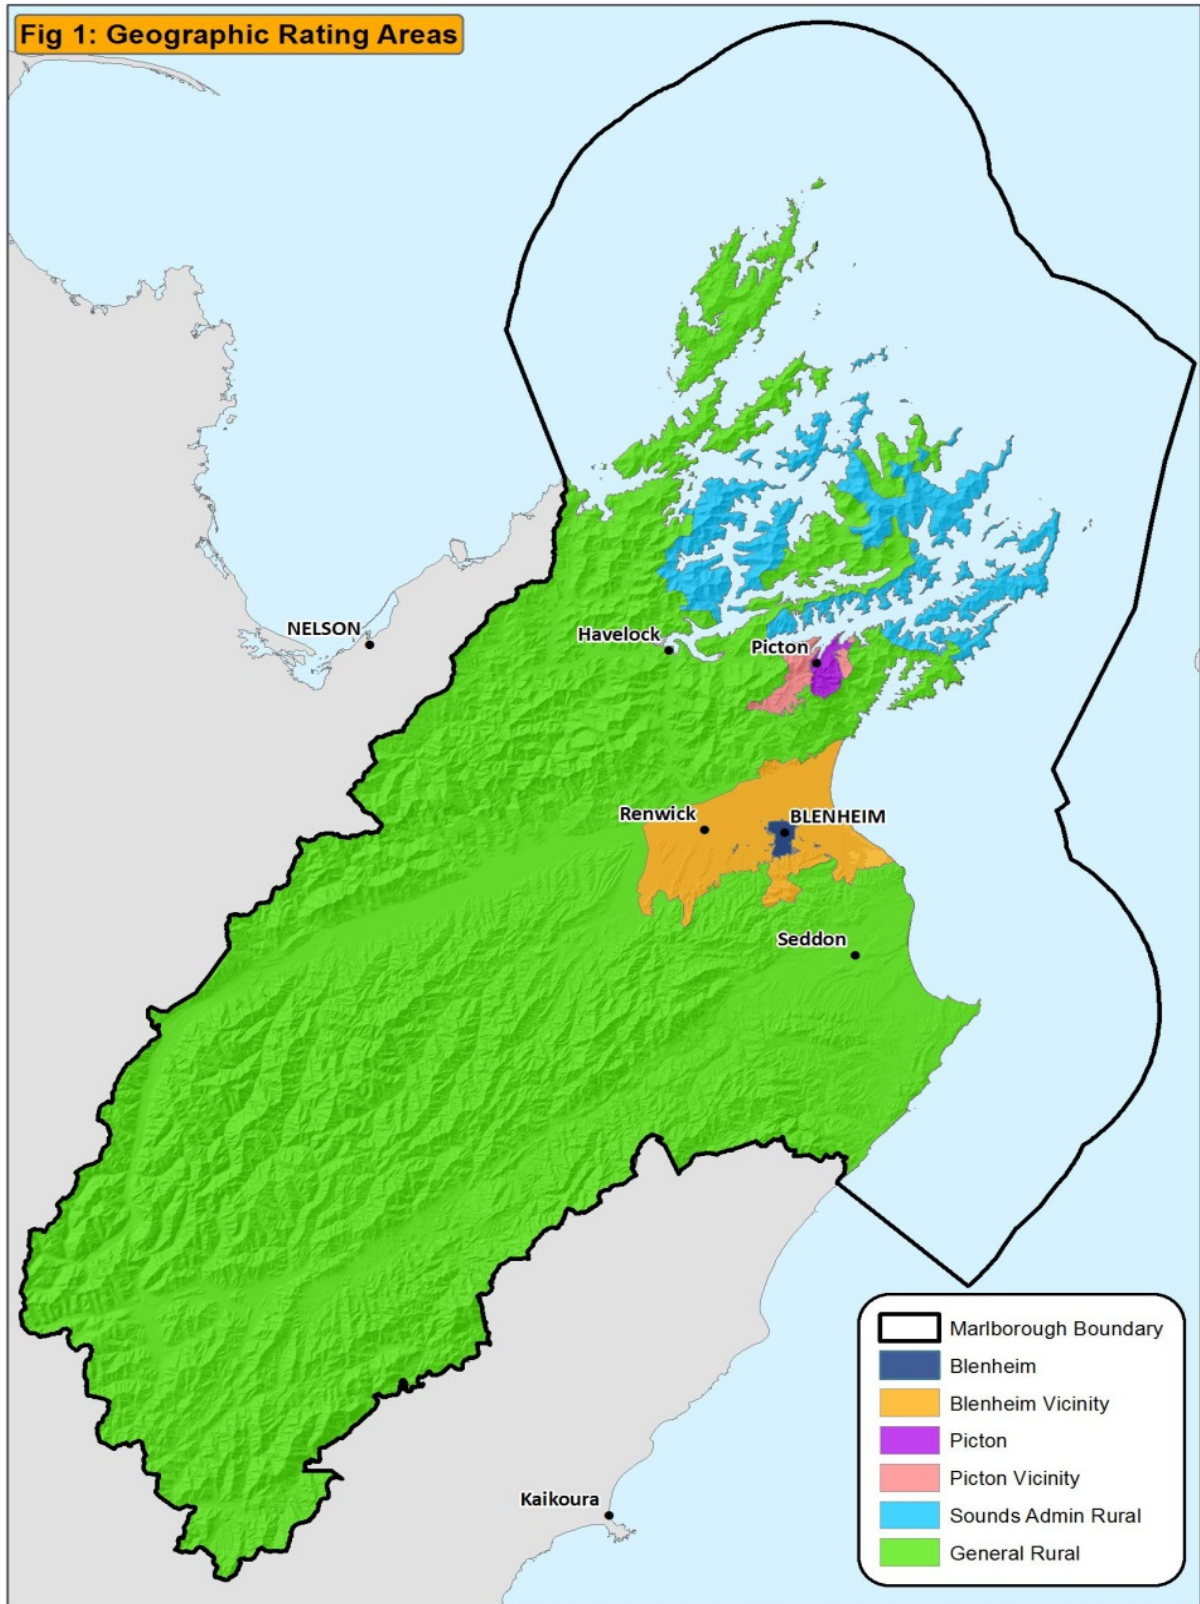 Fig 1: Geographic Rating Areas
NELSON
Havelock
Picton
Renwick
BLENHEIM
Seddon
Kaikoura
Marlborough Boundary
Blenheim
Blenheim Vicinity
Picton
Picton Vicinity
Sounds Admin Rural
General Rural